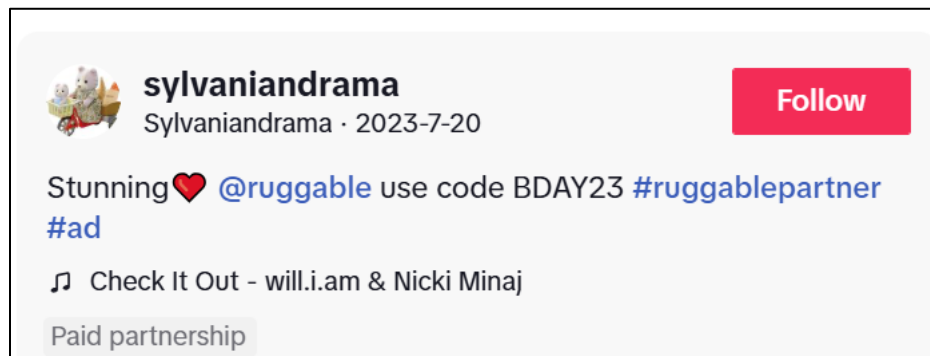 sylvaniandrama
Follow
Sylvaniandrama · 2023-7-20
Stunning❤️ @ruggable use code BDAY23 #ruggablepartner
#ad
♫ Check It Out - will.i.am & Nicki Minaj
Paid partnership